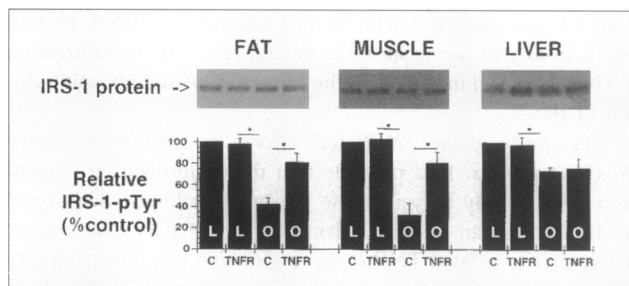 FAT MUSCLE LIVER
IRS-1 protein ->
* * * * *
Relative
IRS-1-pTyr
(%control)
100
80
60
40
20
0
L L O O L L O O L L O O
C TNFR C TNFR C TNFR C TNFR C TNFR C TNFR